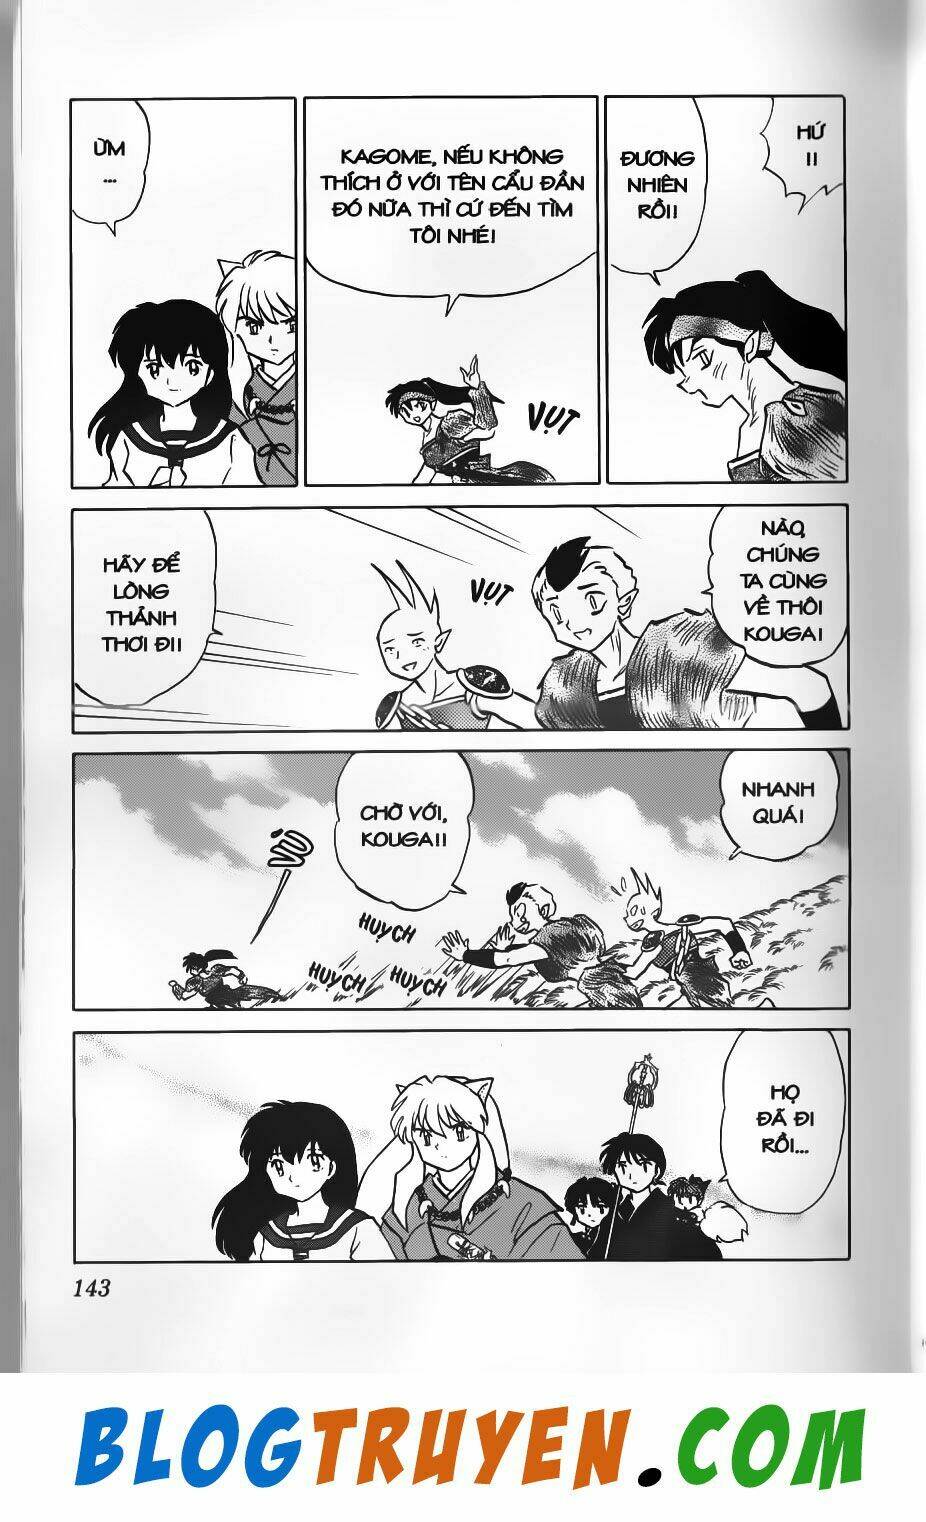 HỨ
!!
ĐƯƠNG
NHIÊN
RỒI!
KAGOME, NẾU KHÔNG
THÍCH Ở VỚI TÊN CẨU ĐẦN
ĐÓ NỮA THÌ CỨ ĐẾN TÌM
TÔI NHÉ!
VỤT
ỪM
...
NÀO,
CHÚNG
TA CÙNG
VỀ THÔI
KOUGA!
VỤT
HÃY ĐỂ
LÒNG
THẢNH
THƠI ĐI!
NHANH
QUÁ!
CHỜ VỚI,
KOUGA!!
VÚ
HUỴCH
HUỴCH
HUỴCH
HỌ
ĐÃ ĐI
RỒI...
143
BLOGTRUYEN.COM